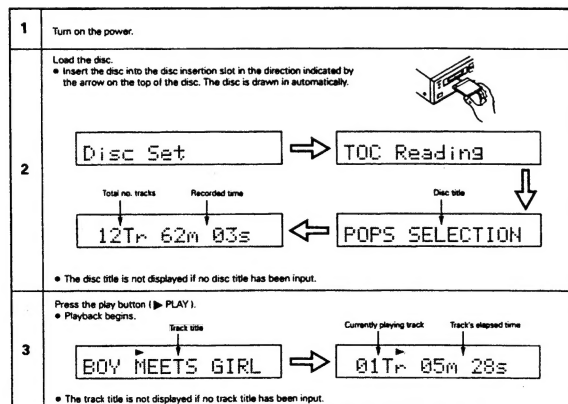 1
Turn on the power.
2
Load the disc.
• Insert the disc into the disc insertion slot in the direction indicated by
the arrow on the top of the disc. The disc is drawn in automatically.
Disc Set
TOC Reading
Total no. tracks
Recorded time
Disc title
12Tr 62m 03s
POPS SELECTION
• The disc title is not displayed if no disc title has been input.
3
Press the play button (▶ PLAY).
• Playback begins.
Track title
Currently playing track
Track's elapsed time
BOY MEETS GIRL
01Tr 05m 28s
• The track title is not displayed if no track title has been input.